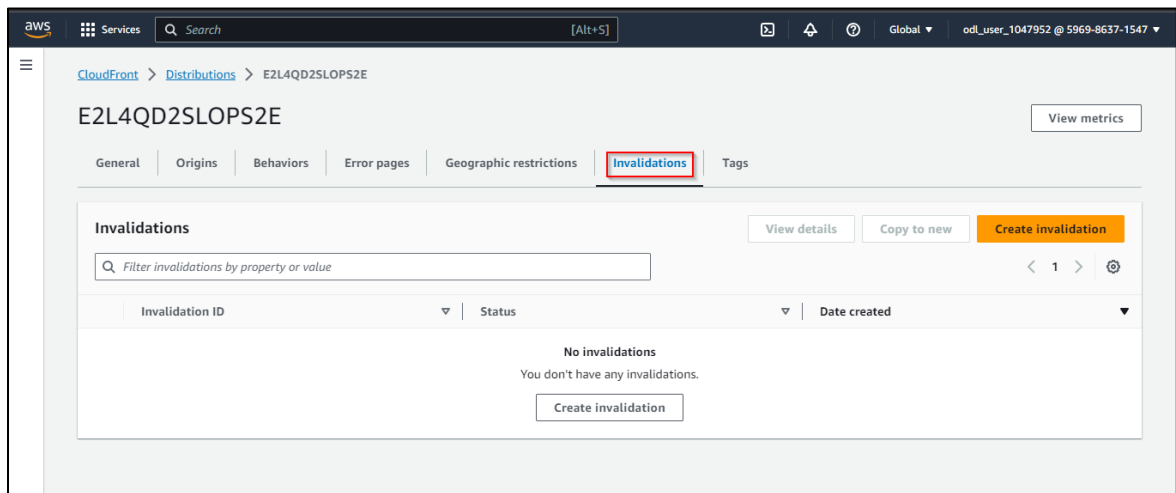 aws Services Search [Alt+S] Global odl_user_1047952 @ 5969-8637-1547
CloudFront > Distributions > E2L4QD2SLOPS2E
E2L4QD2SLOPS2E View metrics
General Origins Behaviors Error pages Geographic restrictions Invalidations Tags
Invalidations View details Copy to new Create invalidation
Filter invalidations by property or value < 1 >
Invalidation ID Status Date created
No invalidations
You don't have any invalidations.
Create invalidation